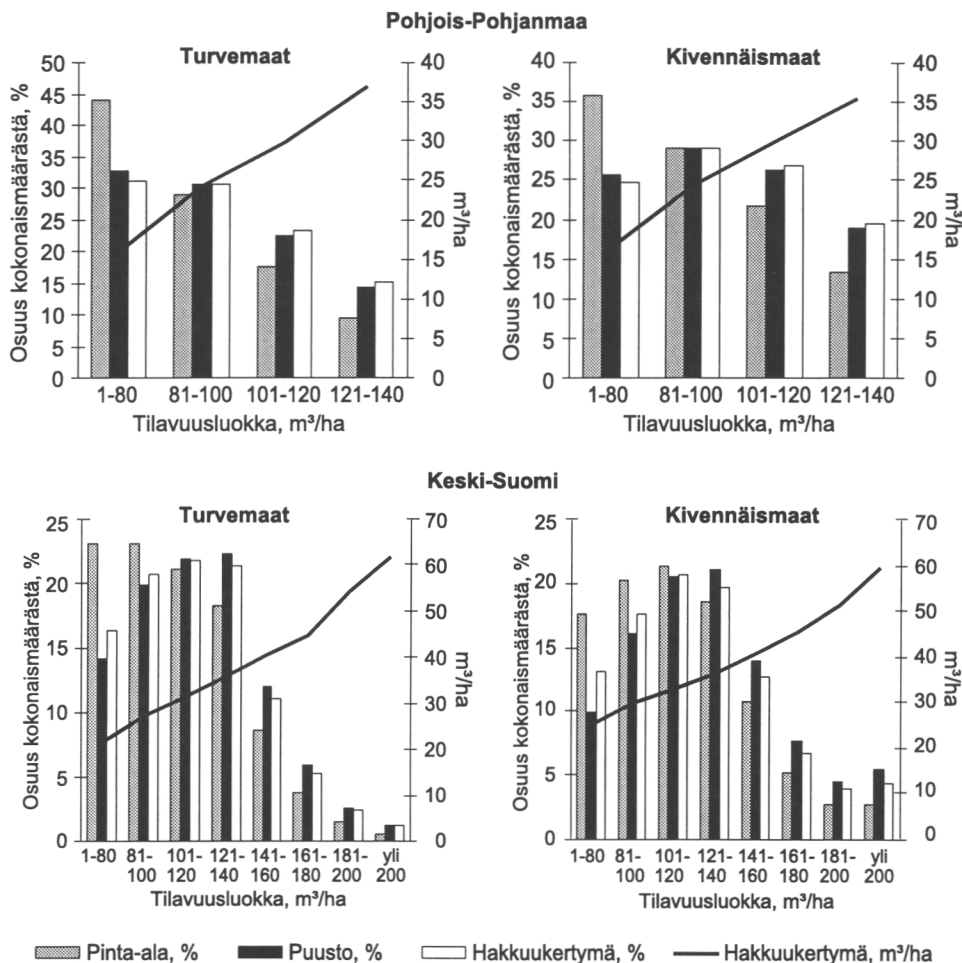 Pohjois-Pohjanmaa
Turvemaat
Osuus kokonaismäärästä, %
50
45
40
35
30
25
20
15
10
5
0
40
35
30
25
20
15
10
5
0
m³/ha
1-80 81-100 101-120 121-140
Tilavuusluokka, m³/ha
Kivennäismaat
Osuus kokonaismäärästä, %
40
35
30
25
20
15
10
5
0
40
35
30
25
20
15
10
5
0
m³/ha
1-80 81-100 101-120 121-140
Tilavuusluokka, m³/ha
Keski-Suomi
Turvemaat
Osuus kokonaismäärästä, %
25
20
15
10
5
0
70
60
50
40
30
20
10
0
m³/ha
1-80 81- 101- 121- 141- 161- 181- yli
100 120 140 160 180 200 200
Tilavuusluokka, m³/ha
Kivennäismaat
Osuus kokonaismäärästä, %
25
20
15
10
5
0
70
60
50
40
30
20
10
0
m³/ha
1-80 81- 101- 121- 141- 161- 181- yli
100 120 140 160 180 200 200
Tilavuusluokka, m³/ha
Pinta-ala, % Puusto, % Hakkuukertymä, % Hakkuukertymä, m³/ha